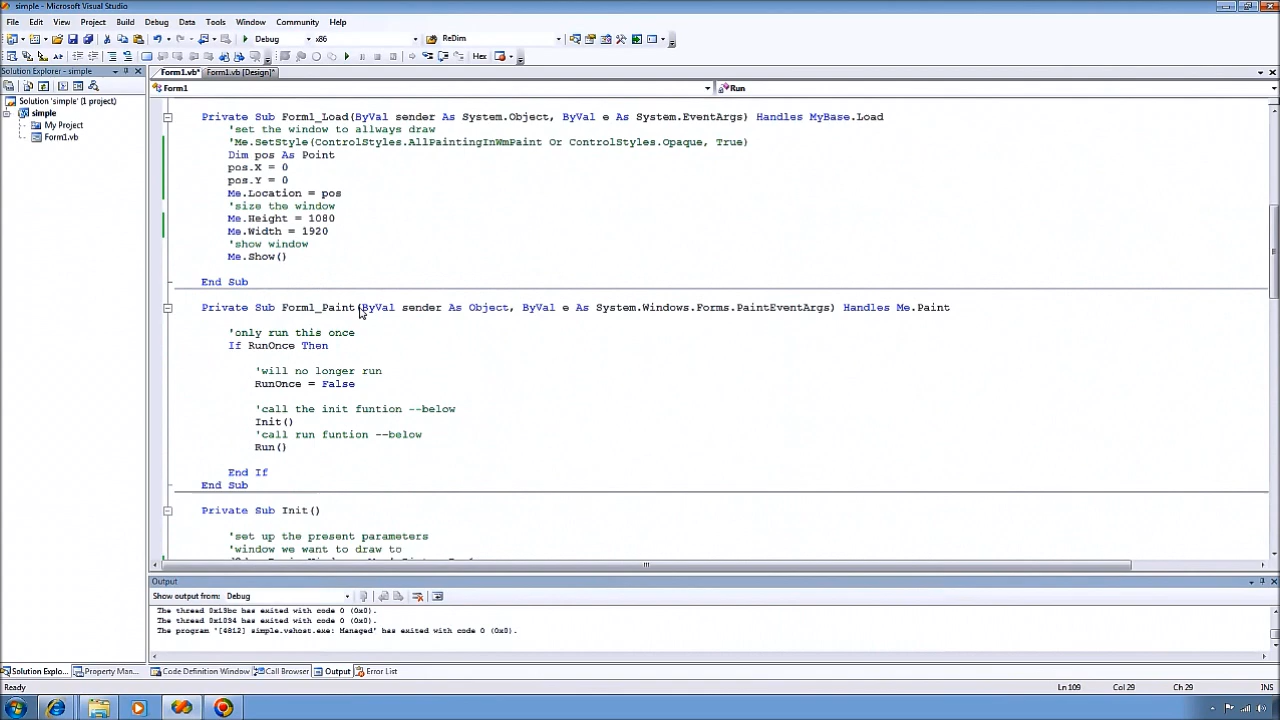 simple - Microsoft Visual Studio
File Edit View Project Build Debug Data Tools Window Community Help
Debug x86 ReDim
Hex
Solution Explorer - simple
Form1.vb* Form1.vb [Design]*
Form1 Run
Solution 'simple' (1 project)
simple
My Project
Form1.vb
Private Sub Form1_Load(ByVal sender As System.Object, ByVal e As System.EventArgs) Handles MyBase.Load
'set the window to allways draw
'Me.SetStyle(ControlStyles.AllPaintingInWmPaint Or ControlStyles.Opaque, True)
Dim pos As Point
pos.X = 0
pos.Y = 0
Me.Location = pos
'size the window
Me.Height = 1080
Me.Width = 1920
'show window
Me.Show()
End Sub
Private Sub Form1_Paint(ByVal sender As Object, ByVal e As System.Windows.Forms.PaintEventArgs) Handles Me.Paint
'only run this once
If RunOnce Then
'will no longer run
RunOnce = False
'call the init funtion --below
Init()
'call run funtion --below
Run()
End If
End Sub
Private Sub Init()
'set up the present parameters
'window we want to draw to
Output
Show output from: Debug
The thread 0x13bc has exited with code 0 (0x0).
The thread 0x1094 has exited with code 0 (0x0).
The program '[4812] simple.vshost.exe: Managed' has exited with code 0 (0x0).
Solution Explo... Property Man... Code Definition Window Call Browser Output Error List
Ready Ln 109 Col 29 Ch 29 INS